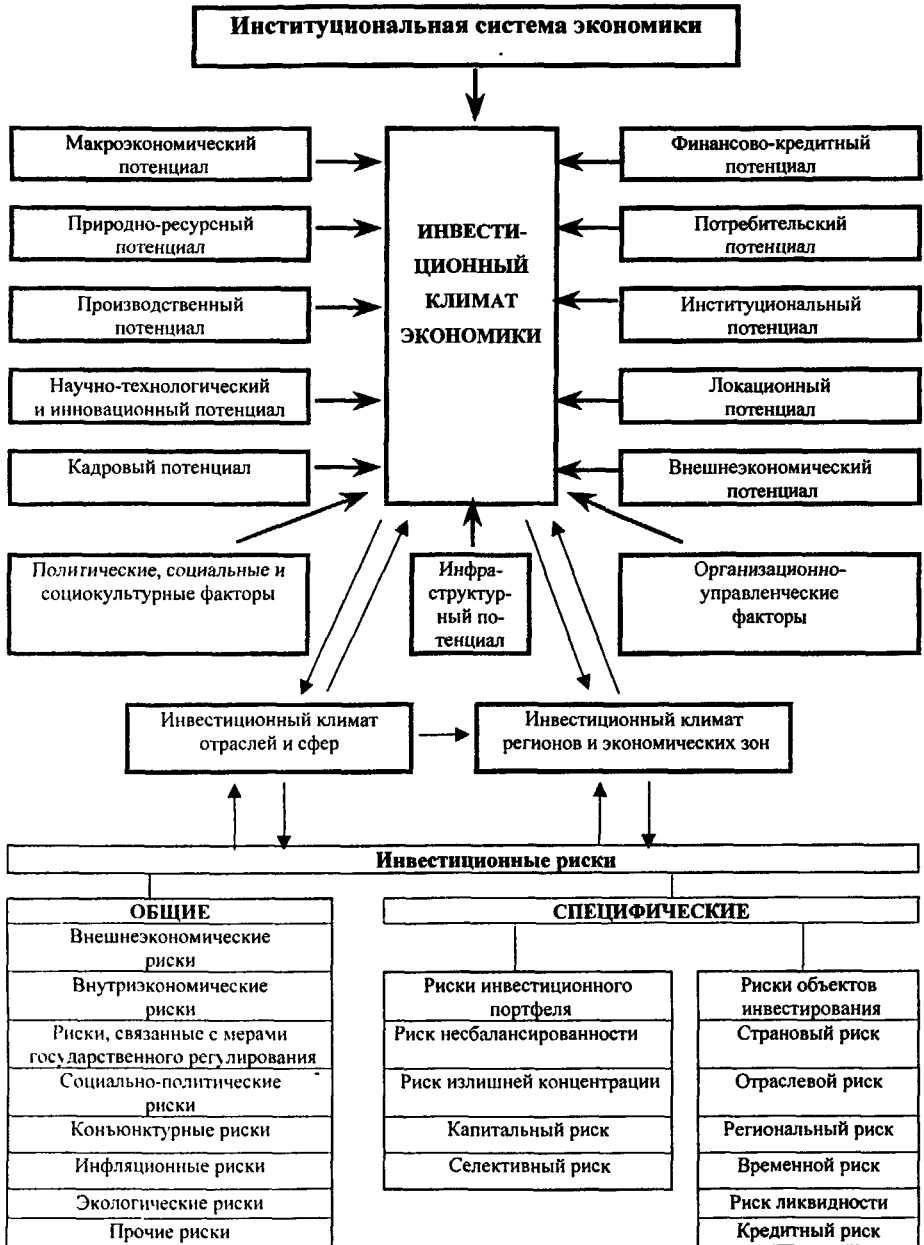 Институциональная система экономики
Макроэкономический
потенциал
Природно-ресурсный
потенциал
Производственный
потенциал
Научно-технологический
и инновационный потенциал
Кадровый потенциал
ИНВЕСТИ-
ЦИОННЫЙ
КЛИМАТ
ЭКОНОМИКИ
Финансово-кредитный
потенциал
Потребительский
потенциал
Институциональный
потенциал
Локационный
потенциал
Внешнеэкономический
потенциал
Политические, социальные и
социокультурные факторы
Инфра-
структур-
ный по-
тенциал
Организационно-
управленческие
факторы
Инвестиционный климат
отраслей и сфер
Инвестиционный климат
регионов и экономических зон
Инвестиционные риски
ОБЩИЕ
Внешнеэкономические
риски
Внутриэкономические
риски
Риски, связанные с мерами
государственного регулирования
Социально-политические
риски
Конъюнктурные риски
Инфляционные риски
Экологические риски
Прочие риски
СПЕЦИФИЧЕСКИЕ
Риски инвестиционного
портфеля
Риск несбалансированности
Риск излишней концентрации
Капитальный риск
Селективный риск
Риски объектов
инвестирования
Страновый риск
Отраслевой риск
Региональный риск
Временной риск
Риск ликвидности
Кредитный риск